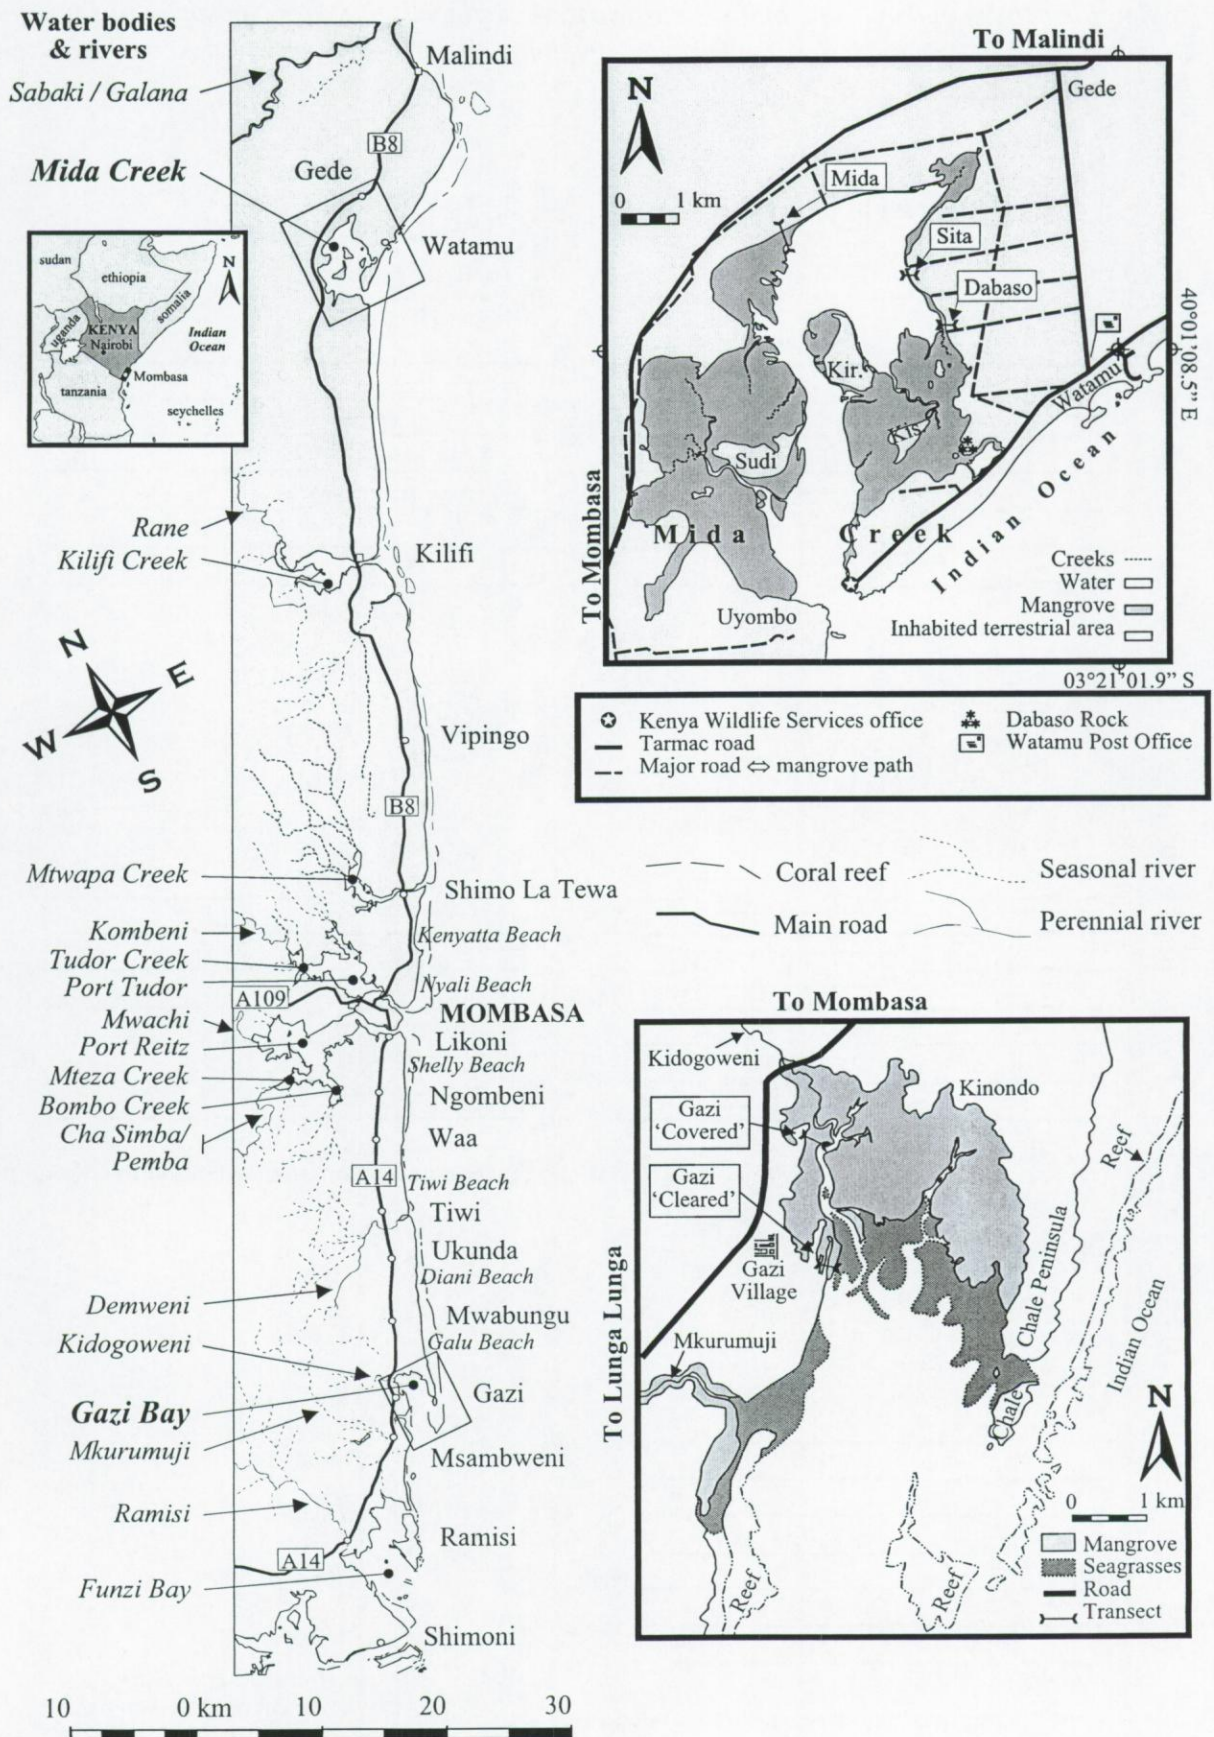 Water bodies
& rivers
Sabaki / Galana
Mida Creek
Rane
Kilifi Creek
Mtwapa Creek
Kombeni
Tudor Creek
Port Tudor
Mwachi
Port Reitz
Mteza Creek
Bombo Creek
Cha Simba/
Pemba
Demweni
Kidogoweni
Gazi Bay
Mkurumuji
Ramisi
Funzi Bay
sudan
ethiopia
N
uganda
KENYA
somalia
Nairobi
Indian
Ocean
Mombasa
tanzania
seychelles
N
E
W
S
Malindi
B8
Gede
Watamu
Kilifi
Vipingo
B8
Shimo La Tewa
Kenyatta Beach
Nyali Beach
A109
MOMBASA
Likoni
Shelly Beach
Ngombeni
Waa
A14
Tiwi Beach
Tiwi
Ukunda
Diani Beach
Mwabungu
Galu Beach
Gazi
Msambweni
Ramisi
A14
Shimoni
10 0 km 10 20 30
To Malindi
N
Gede
0 1 km
Mida
Sita
Dabaso
40°01'08.5" E
Kir.
Watamu
Kis.
Sudi
To Mombasa
Mida Creek
Indian Ocean
Uyombo
Creeks
Water
Mangrove
Inhabited terrestrial area
03°21'01.9" S
Kenya Wildlife Services office
Dabaso Rock
Tarmac road
Watamu Post Office
Major road ⇔ mangrove path
Coral reef
Seasonal river
Main road
Perennial river
To Mombasa
Kidogoweni
Kinondo
Gazi
'Covered'
Gazi
'Cleared'
Reef
Gazi
Village
Chale Peninsula
Indian Ocean
To Lunga Lunga
Mkurumuji
Chale
N
0 1 km
Reef
Reef
Mangrove
Seagrasses
Road
Transect